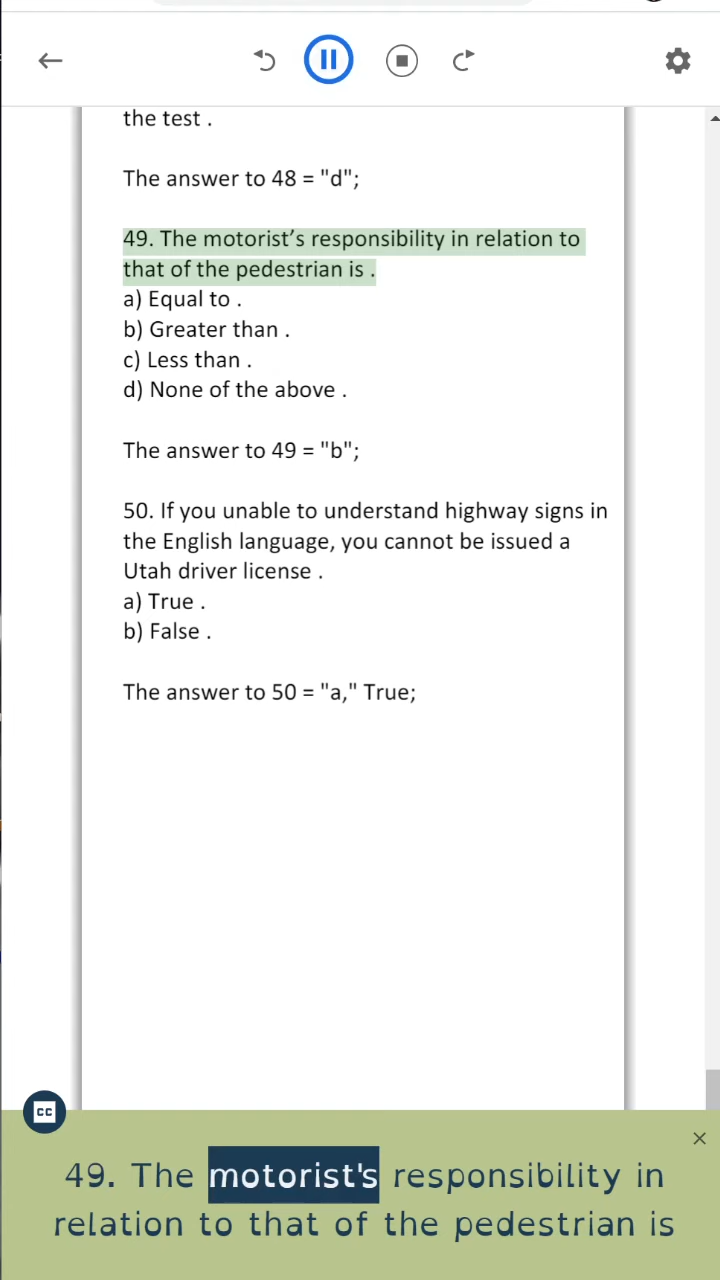 the test .
The answer to 48 = "d";
49. The motorist’s responsibility in relation to
that of the pedestrian is .
a) Equal to .
b) Greater than .
c) Less than .
d) None of the above .
The answer to 49 = "b";
50. If you unable to understand highway signs in
the English language, you cannot be issued a
Utah driver license .
a) True .
b) False .
The answer to 50 = "a," True;
CC
49. The motorist's responsibility in
relation to that of the pedestrian is